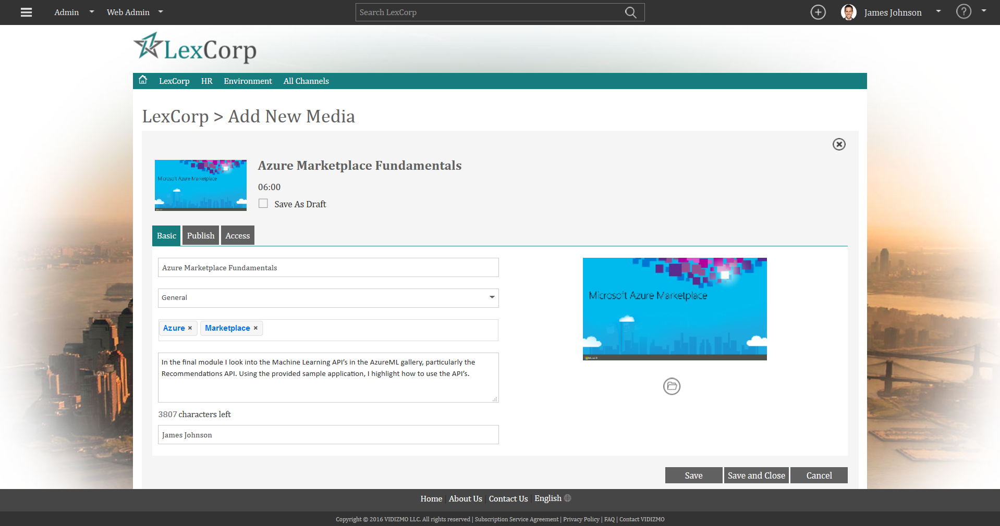 Admin Web Admin Search LexCorp James Johnson ?
LexCorp
LexCorp HR Environment All Channels
LexCorp > Add New Media
Azure Marketplace Fundamentals
Microsoft Azure Marketplace
06:00
Save As Draft
Basic Publish Access
Azure Marketplace Fundamentals
General
Microsoft Azure Marketplace
Azure × Marketplace ×
In the final module I look into the Machine Learning API’s in the AzureML gallery, particularly the
Recommendations API. Using the provided sample application, I highlight how to use the API’s.
3807 characters left
James Johnson
Save Save and Close Cancel
Home | About Us | Contact Us | English
Copyright © 2016 VIDIZMO LLC. All rights reserved | Subscription Service Agreement | Privacy Policy | FAQ | Contact VIDIZMO